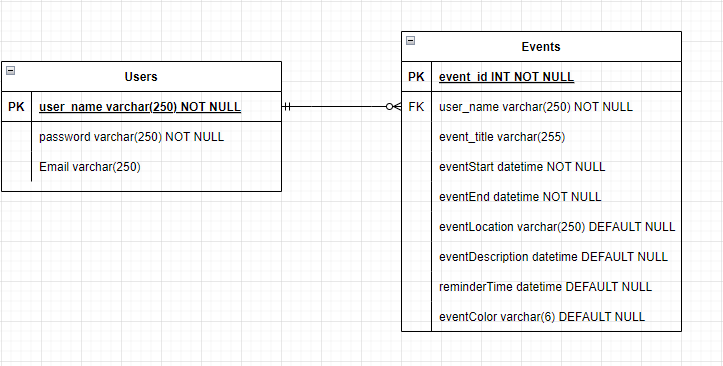 Users
PK user_name varchar(250) NOT NULL
password varchar(250) NOT NULL
Email varchar(250)
Events
PK event_id INT NOT NULL
FK user_name varchar(250) NOT NULL
event_title varchar(255)
eventStart datetime NOT NULL
eventEnd datetime NOT NULL
eventLocation varchar(250) DEFAULT NULL
eventDescription datetime DEFAULT NULL
reminderTime datetime DEFAULT NULL
eventColor varchar(6) DEFAULT NULL